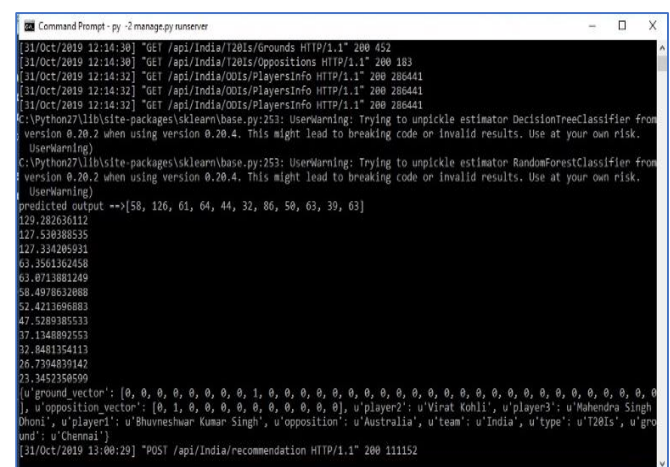 Command Prompt - py -2 manage.py runserver
[31/Oct/2019 12:14:30] "GET /api/India/T20Is/Grounds HTTP/1.1" 200 452
[31/Oct/2019 12:14:30] "GET /api/India/T20Is/Oppositions HTTP/1.1" 200 183
[31/Oct/2019 12:14:32] "GET /api/India/ODIs/PlayersInfo HTTP/1.1" 200 286441
[31/Oct/2019 12:14:32] "GET /api/India/ODIs/PlayersInfo HTTP/1.1" 200 286441
[31/Oct/2019 12:14:32] "GET /api/India/ODIs/PlayersInfo HTTP/1.1" 200 286441
C:\Python27\lib\site-packages\sklearn\base.py:253: UserWarning: Trying to unpickle estimator DecisionTreeClassifier from
version 0.20.2 when using version 0.20.4. This might lead to breaking code or invalid results. Use at your own risk.
UserWarning)
C:\Python27\lib\site-packages\sklearn\base.py:253: UserWarning: Trying to unpickle estimator RandomForestClassifier from
version 0.20.2 when using version 0.20.4. This might lead to breaking code or invalid results. Use at your own risk.
UserWarning)
predicted output -->[58, 126, 61, 64, 44, 32, 86, 50, 63, 39, 63]
129.282636112
127.530388535
127.334205931
63.3561362458
63.0713881249
58.4978632088
52.4213696883
47.5289385533
37.1348892553
32.8481354113
26.7394839142
23.3452350599
{u'ground_vector': [0, 0, 0, 0, 0, 0, 0, 0, 1, 0, 0, 0, 0, 0, 0, 0, 0, 0, 0, 0, 0, 0, 0, 0, 0, 0, 0, 0, 0, 0
], u'opposition_vector': [0, 1, 0, 0, 0, 0, 0, 0, 0, 0, 0], u'player2': u'Virat Kohli', u'player3': u'Mahendra Singh
Dhoni', u'player1': u'Bhuvneshwar Kumar Singh', u'opposition': u'Australia', u'team': u'India', u'type': u'T20Is', u'gro
und': u'Chennai'}
[31/Oct/2019 13:00:29] "POST /api/India/recommendation HTTP/1.1" 200 111152